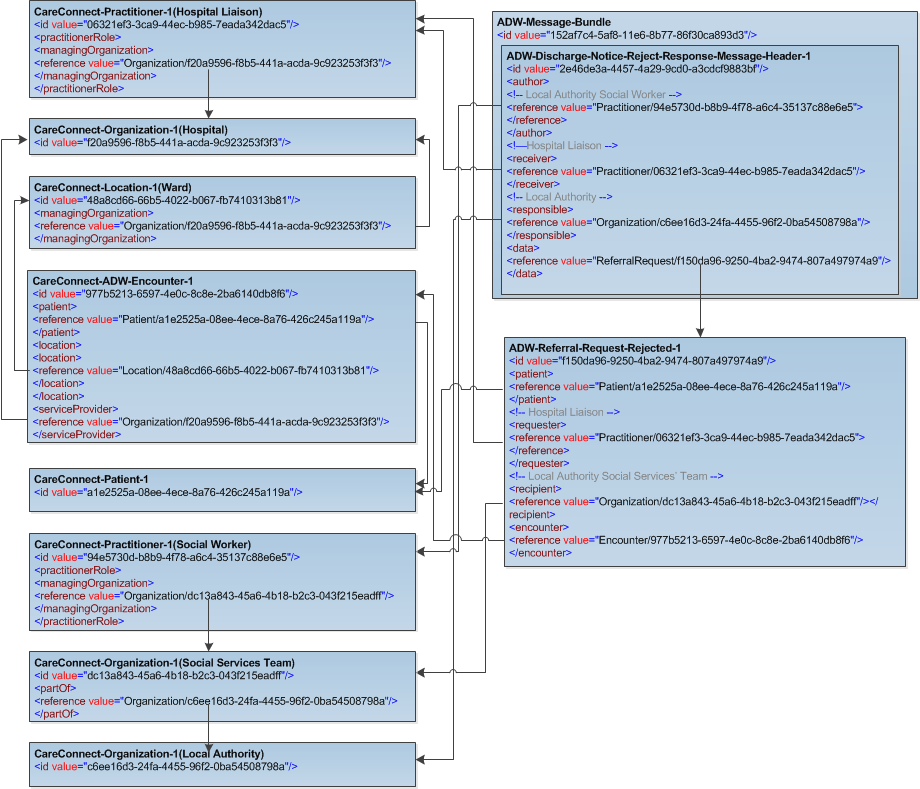 CareConnect-Practitioner-1(Hospital Liaison)
<id value="06321ef3-3ca9-44ec-b985-7eada342dac5"/>
<practitionerRole>
<managingOrganization>
<reference value="Organization/f20a9596-f8b5-441a-acda-9c923253f3f3"/>
</managingOrganization>
</practitionerRole>
CareConnect-Organization-1(Hospital)
<id value="f20a9596-f8b5-441a-acda-9c923253f3f3"/>
CareConnect-Location-1(Ward)
<id value="48a8cd66-66b5-4022-b067-fb7410313b81"/>
<managingOrganization>
<reference value="Organization/f20a9596-f8b5-441a-acda-9c923253f3f3"/>
</managingOrganization>
CareConnect-ADW-Encounter-1
<id value="977b5213-6597-4e0c-8c8e-2ba6140db8f6"/>
<patient>
<reference value="Patient/a1e2525a-08ee-4ece-8a76-426c245a119a"/>
</patient>
<location>
<location>
<reference value="Location/48a8cd66-66b5-4022-b067-fb7410313b81"/>
</location>
</location>
<serviceProvider>
<reference value="Organization/f20a9596-f8b5-441a-acda-9c923253f3f3"/>
</serviceProvider>
CareConnect-Patient-1
<id value="a1e2525a-08ee-4ece-8a76-426c245a119a"/>
CareConnect-Practitioner-1(Social Worker)
<id value="94e5730d-b8b9-4f78-a6c4-35137c88e6e5"/>
<practitionerRole>
<managingOrganization>
<reference value="Organization/dc13a843-45a6-4b18-b2c3-043f215eadff"/>
</managingOrganization>
</practitionerRole>
CareConnect-Organization-1(Social Services Team)
<id value="dc13a843-45a6-4b18-b2c3-043f215eadff"/>
<partOf>
<reference value="Organization/c6ee16d3-24fa-4455-96f2-0ba54508798a"/>
</partOf>
CareConnect-Organization-1(Local Authority)
<id value="c6ee16d3-24fa-4455-96f2-0ba54508798a"/>
ADW-Message-Bundle
<id value="152af7c4-5af8-11e6-8b77-86f30ca893d3"/>
ADW-Discharge-Notice-Reject-Response-Message-Header-1
<id value="2e46de3a-4457-4a29-9cd0-a3cdcf9883bf"/>
<author>
<!-- Local Authority Social Worker -->
<reference value="Practitioner/94e5730d-b8b9-4f78-a6c4-35137c88e6e5">
</reference>
</author>
<!—Hospital Liaison -->
<receiver>
<reference value="Practitioner/06321ef3-3ca9-44ec-b985-7eada342dac5"/>
</receiver>
<!-- Local Authority -->
<responsible>
<reference value="Organization/c6ee16d3-24fa-4455-96f2-0ba54508798a"/>
</responsible>
<data>
<reference value="ReferralRequest/f150da96-9250-4ba2-9474-807a497974a9"/>
</data>
ADW-Referral-Request-Rejected-1
<id value="f150da96-9250-4ba2-9474-807a497974a9"/>
<patient>
<reference value="Patient/a1e2525a-08ee-4ece-8a76-426c245a119a"/>
</patient>
<!-- Hospital Liaison -->
<requester>
<reference value="Practitioner/06321ef3-3ca9-44ec-b985-7eada342dac5">
</reference>
</requester>
<!-- Local Authority Social Services' Team -->
<recipient>
<reference value="Organization/dc13a843-45a6-4b18-b2c3-043f215eadff"/></
recipient>
<encounter>
<reference value="Encounter/977b5213-6597-4e0c-8c8e-2ba6140db8f6"/>
</encounter>